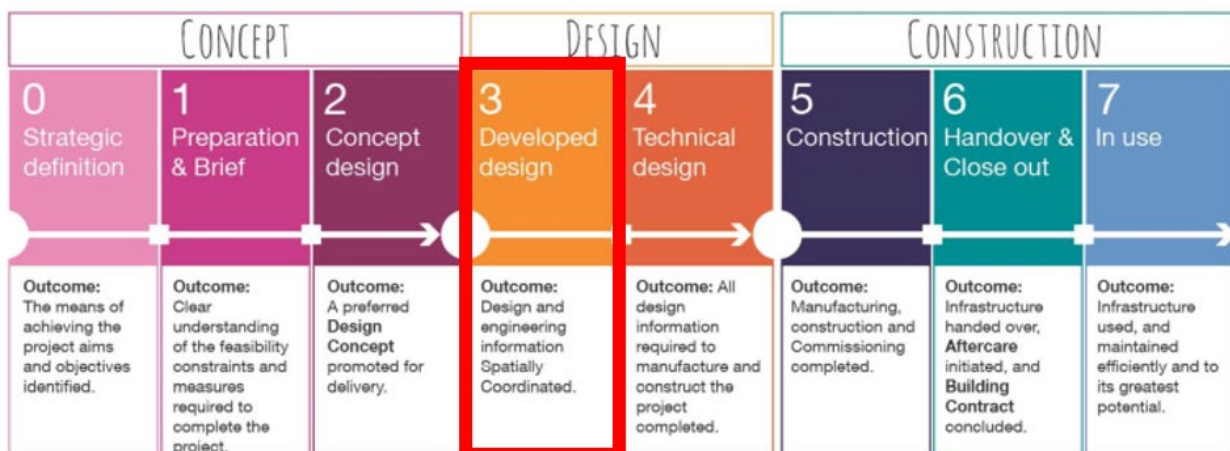 CONCEPT
DESIGN
CONSTRUCTION
0
Strategic
definition
1
Preparation
& Brief
2
Concept
design
3
Developed
design
4
Technical
design
5
Construction
6
Handover &
Close out
7
In use
Outcome:
The means of
achieving the
project aims
and objectives
identified.
Outcome:
Clear
understanding
of the feasibility
constraints and
measures
required to
complete the
project.
Outcome:
A preferred
Design
Concept
promoted for
delivery.
Outcome:
Design and
engineering
information
Spatially
Coordinated.
Outcome: All
design
information
required to
manufacture and
construct the
project
completed.
Outcome:
Manufacturing,
construction and
Commissioning
completed.
Outcome:
Infrastructure
handed over,
Aftercare
initiated, and
Building
Contract
concluded.
Outcome:
Infrastructure
used, and
maintained
efficiently and to
its greatest
potential.